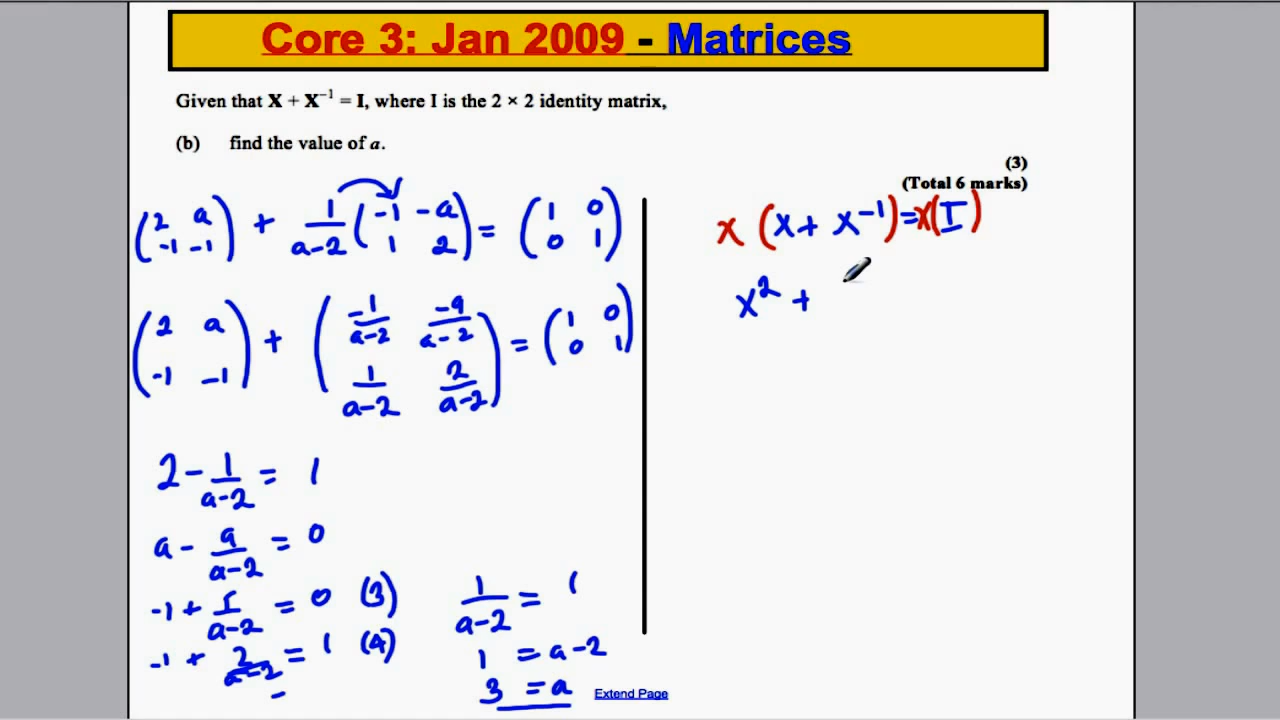 Core 3: Jan 2009 - Matrices
Given that X + X⁻¹ = I, where I is the 2 × 2 identity matrix,
(b) find the value of a.
(3)
(Total 6 marks)
(2 a; -1 -1) + 1/(a-2) (-1 -a; 1 2) = (1 0; 0 1)
(2 a; -1 -1) + (-1/(a-2) -a/(a-2); 1/(a-2) 2/(a-2)) = (1 0; 0 1)
2 - 1/(a-2) = 1
a - a/(a-2) = 0
-1 + 1/(a-2) = 0 (3)
-1 + 2/(a-2) = 1 (4)
1/(a-2) = 1
1 = a-2
3 = a
Extend Page
x (x + x⁻¹) = x(I)
x² +